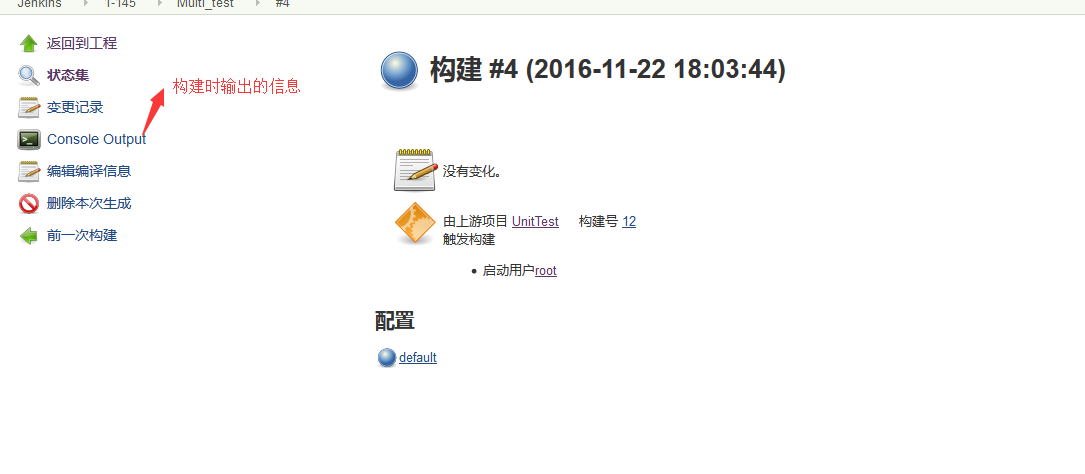 Jenkins 1-145 Multi_test #4
返回到工程
状态集
构建时输出的信息
变更记录
Console Output
编辑编译信息
删除本次生成
前一次构建
构建 #4 (2016-11-22 18:03:44)
没有变化。
由上游项目 UnitTest 构建号 12
触发构建
启动用户root
配置
default